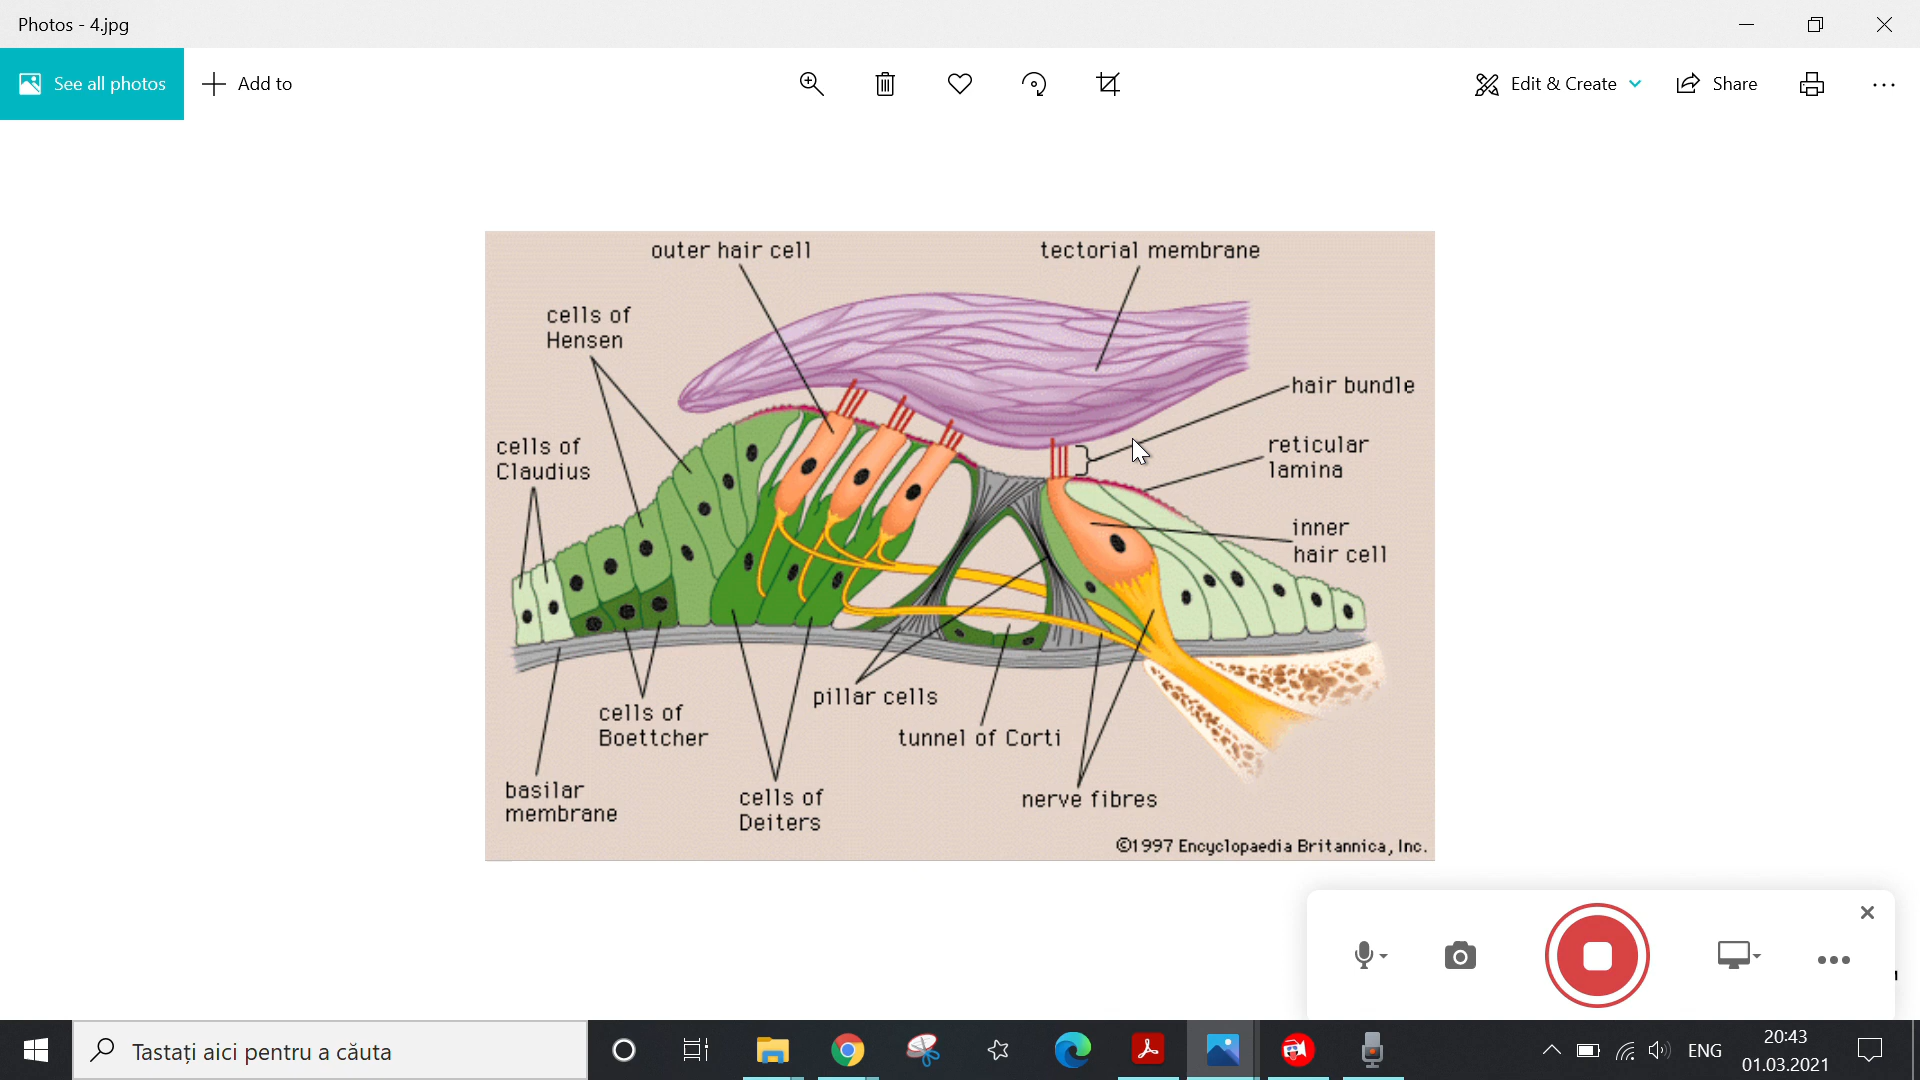 Photos - 4.jpg
See all photos
Add to
Edit & Create
Share
outer hair cell
tectorial membrane
cells of
Hensen
hair bundle
cells of
Claudius
reticular
lamina
inner
hair cell
pillar cells
cells of
Boettcher
tunnel of Corti
basilar
membrane
cells of
Deiters
nerve fibres
©1997 Encyclopaedia Britannica, Inc.
Tastați aici pentru a căuta
ENG
20:43
01.03.2021